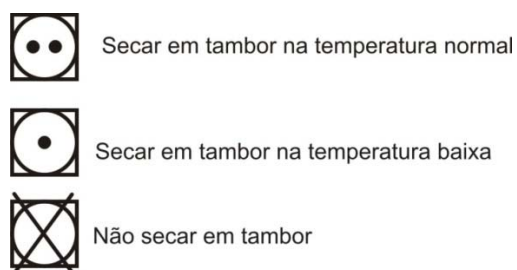 Secar em tambor na temperatura normal
Secar em tambor na temperatura baixa
Não secar em tambor